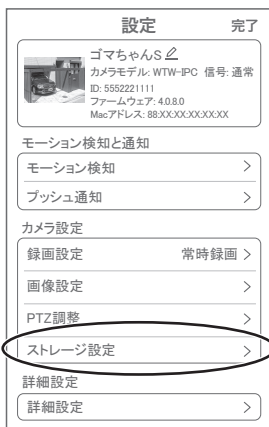 設定 完了
ゴマちゃんS
カメラモデル: WTW-IPC 信号: 通常
ID: 5552221111
ファームウェア: 4.0.8.0
Macアドレス: 88:XX:XX:XX:XX:XX
モーション検知と通知
モーション検知
プッシュ通知
カメラ設定
録画設定 常時録画
画像設定
PTZ調整
ストレージ設定
詳細設定
詳細設定